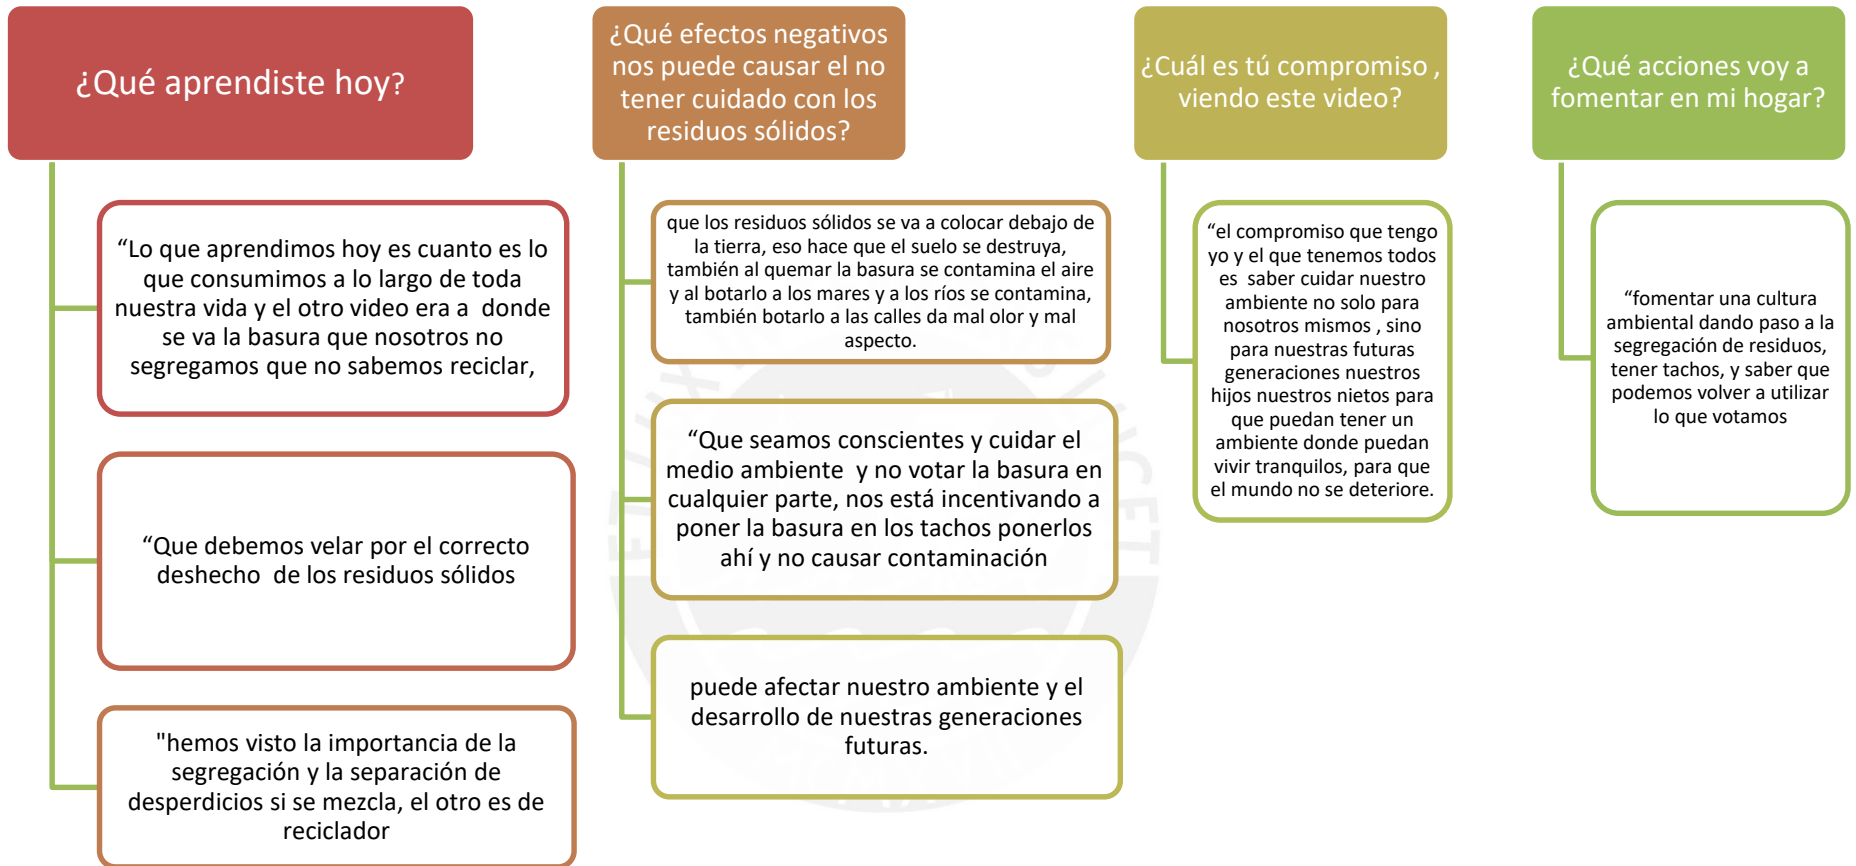 ¿Qué aprendiste hoy?
“Lo que aprendimos hoy es cuanto es lo
que consumimos a lo largo de toda
nuestra vida y el otro video era a donde
se va la basura que nosotros no
segregamos que no sabemos reciclar,
“Que debemos velar por el correcto
deshecho de los residuos sólidos
"hemos visto la importancia de la
segregación y la separación de
desperdicios si se mezcla, el otro es de
reciclador
¿Qué efectos negativos
nos puede causar el no
tener cuidado con los
residuos sólidos?
que los residuos sólidos se va a colocar debajo de
la tierra, eso hace que el suelo se destruya,
también al quemar la basura se contamina el aire
y al botarlo a los mares y a los ríos se contamina,
también botarlo a las calles da mal olor y mal
aspecto.
“Que seamos conscientes y cuidar el
medio ambiente y no votar la basura en
cualquier parte, nos está incentivando a
poner la basura en los tachos ponerlos
ahí y no causar contaminación
puede afectar nuestro ambiente y el
desarrollo de nuestras generaciones
futuras.
¿Cuál es tú compromiso ,
viendo este video?
“el compromiso que tengo
yo y el que tenemos todos
es saber cuidar nuestro
ambiente no solo para
nosotros mismos , sino
para nuestras futuras
generaciones nuestros
hijos nuestros nietos para
que puedan tener un
ambiente donde puedan
vivir tranquilos, para que
el mundo no se deteriore.
¿Qué acciones voy a
fomentar en mi hogar?
“fomentar una cultura
ambiental dando paso a la
segregación de residuos,
tener tachos, y saber que
podemos volver a utilizar
lo que votamos